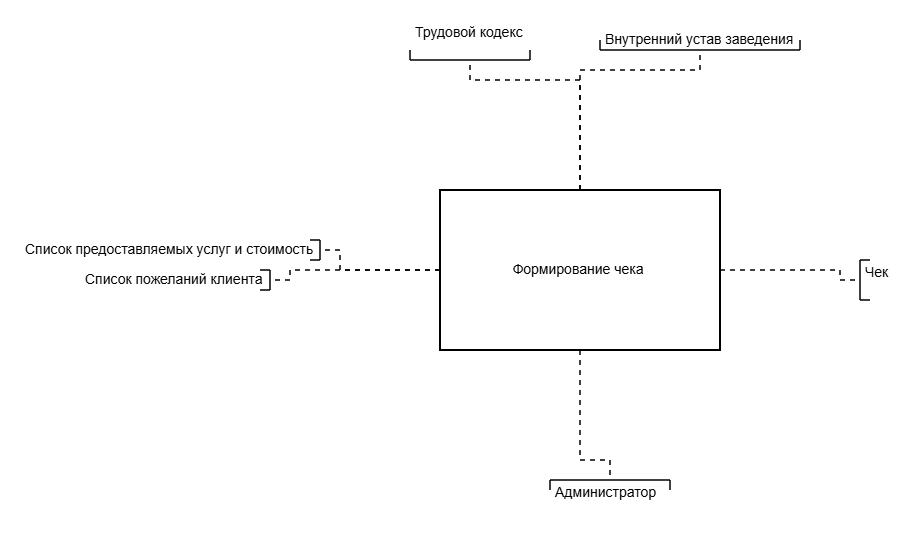 Трудовой кодекс
Внутренний устав заведения
Список предоставляемых услуг и стоимость
Список пожеланий клиента
Формирование чека
Чек
Администратор